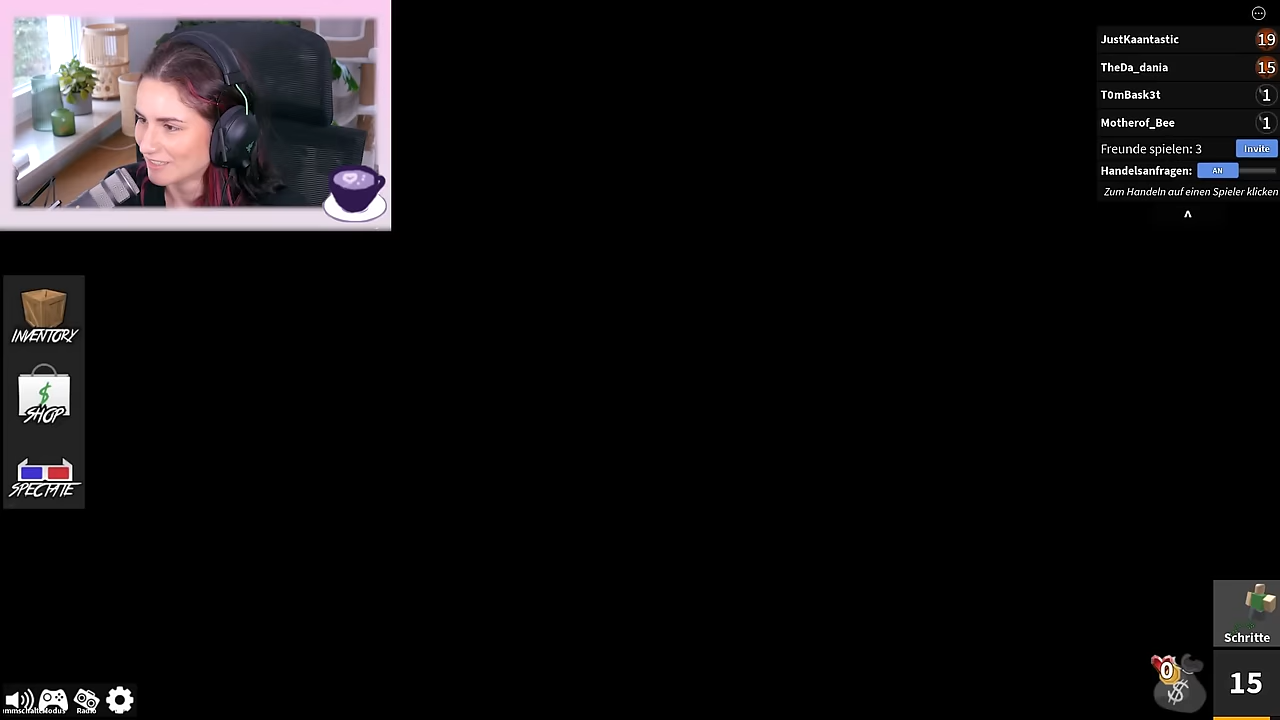 JustKaantastic 19
TheDa_dania 15
T0mBask3t 1
Motherof_Bee 1
Freunde spielen: 3 Invite
Handelsanfragen: AN
Zum Handeln auf einen Spieler klicken
INVENTORY
$
SHOP
SPECTATE
Schritte
0
$
15
Radio